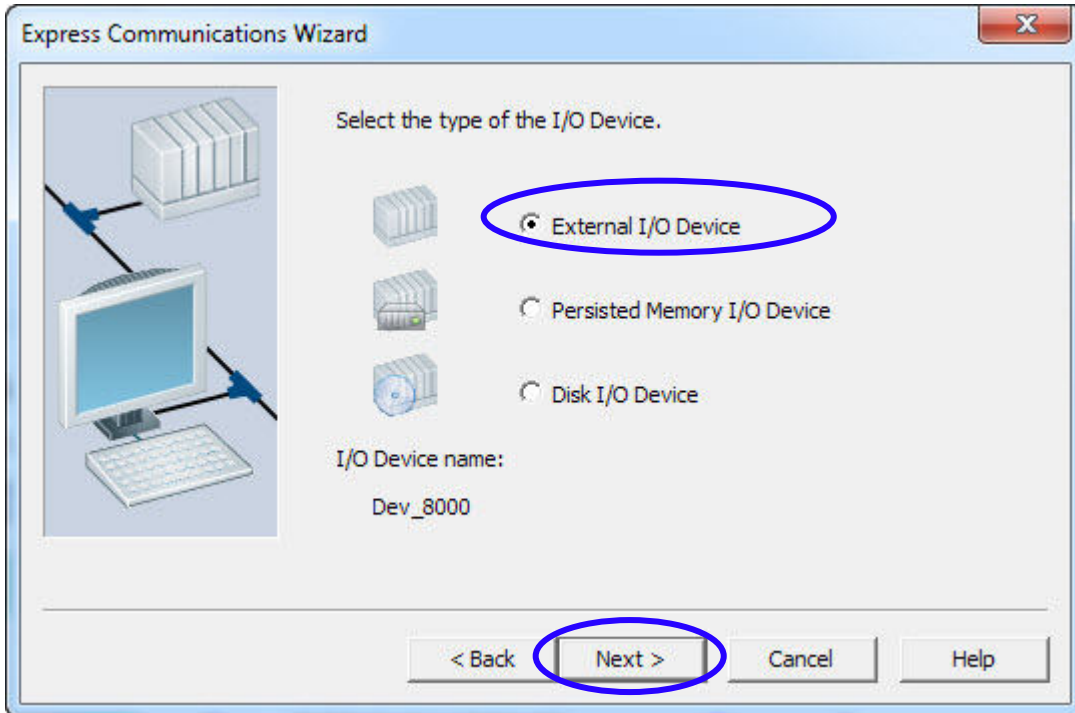 Express Communications Wizard
Select the type of the I/O Device.
External I/O Device
Persisted Memory I/O Device
Disk I/O Device
I/O Device name:
Dev_8000
< Back
Next >
Cancel
Help